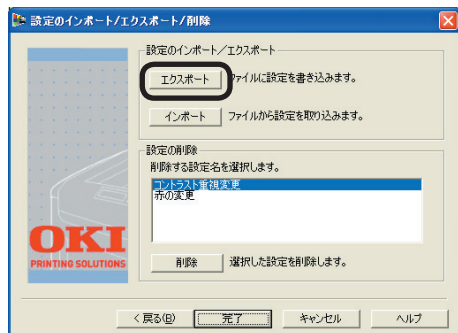 設定のインポート/エクスポート/削除
設定のインポート/エクスポート
エクスポート ファイルに設定を書き込みます。
インポート ファイルから設定を取り込みます。
設定の削除
削除する設定名を選択します。
コントラスト重視変更
赤の変更
OKI
PRINTING SOLUTIONS
削除 選択した設定を削除します。
< 戻る(B) 完了 キャンセル ヘルプ